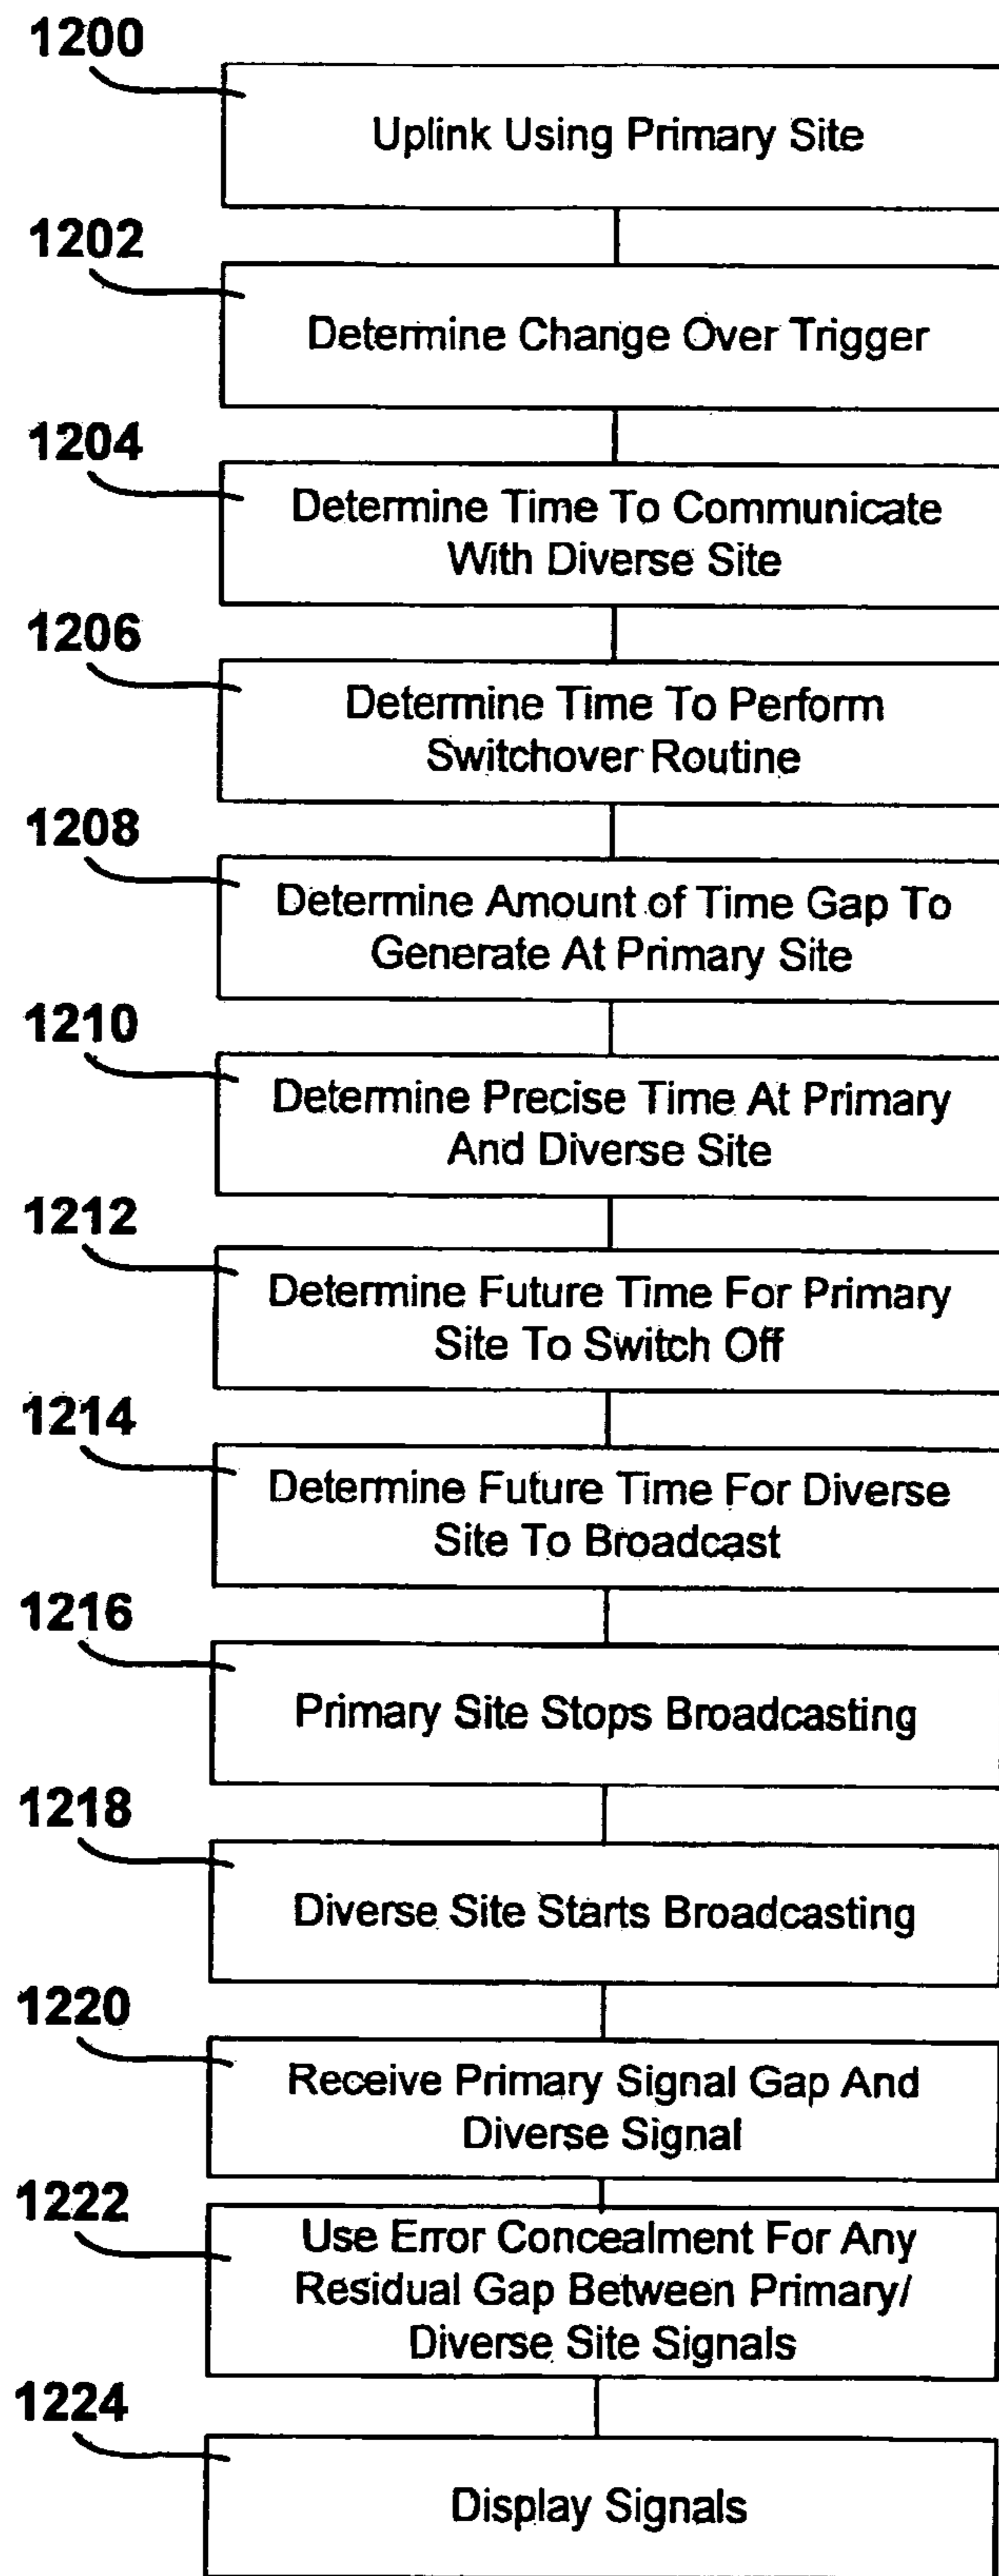 1200
Uplink Using Primary Site
1202
Determine Change Over Trigger
1204
Determine Time To Communicate
With Diverse Site
1206
Determine Time To Perform
Switchover Routine
1208
Determine Amount of Time Gap To
Generate At Primary Site
1210
Determine Precise Time At Primary
And Diverse Site
1212
Determine Future Time For Primary
Site To Switch Off
1214
Determine Future Time For Diverse
Site To Broadcast
1216
Primary Site Stops Broadcasting
1218
Diverse Site Starts Broadcasting
1220
Receive Primary Signal Gap And
Diverse Signal
1222
Use Error Concealment For Any
Residual Gap Between Primary/
Diverse Site Signals
1224
Display Signals